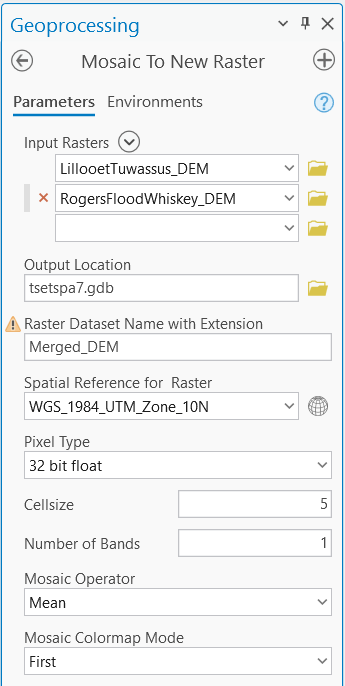 Geoprocessing
Mosaic To New Raster
Parameters Environments
?
Input Rasters
LillooetTuwassus_DEM
RogersFloodWhiskey_DEM
Output Location
tsetspa7.gdb
Raster Dataset Name with Extension
Merged_DEM
Spatial Reference for Raster
WGS_1984_UTM_Zone_10N
Pixel Type
32 bit float
Cellsize 5
Number of Bands 1
Mosaic Operator
Mean
Mosaic Colormap Mode
First